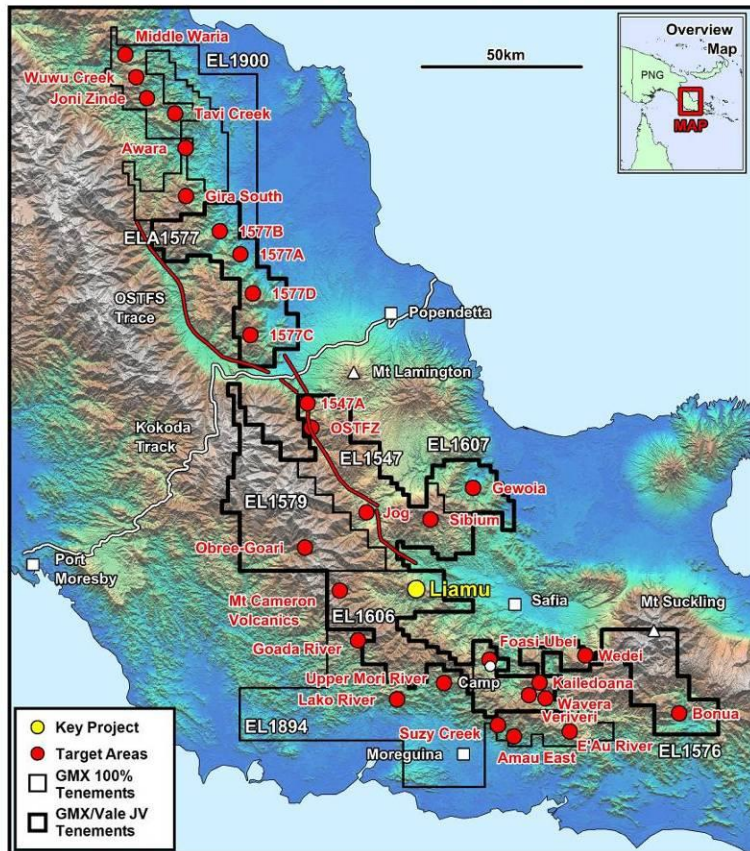 Middle Waria
EL1900
50km
Overview
Map
PNG
MAP
Wuwu Creek
Joni Zinde
Tavi Creek
Awara
Gira South
ELA1577
1577B
1577A
OSTFS
Trace
1577D
Popendetta
1577C
Mt Lamington
Kokoda
Track
1547A
OSTFZ
EL1547
EL1607
EL1579
Gewoia
Jog
Sibium
Obree-Goari
Port
Moresby
Liamu
Mt Cameron
Volcanics
EL1606
Safia
Mt Suckling
Goada River
Foasi-Ubei
Wedei
Upper Mori River
Camp
Kailedoana
Lako River
Wavera
Veriveri
Bonua
EL1894
Suzy Creek
E'Au River
EL1576
Moreguina
Amau East
Key Project
Target Areas
GMX 100%
Tenements
GMX/Vale JV
Tenements